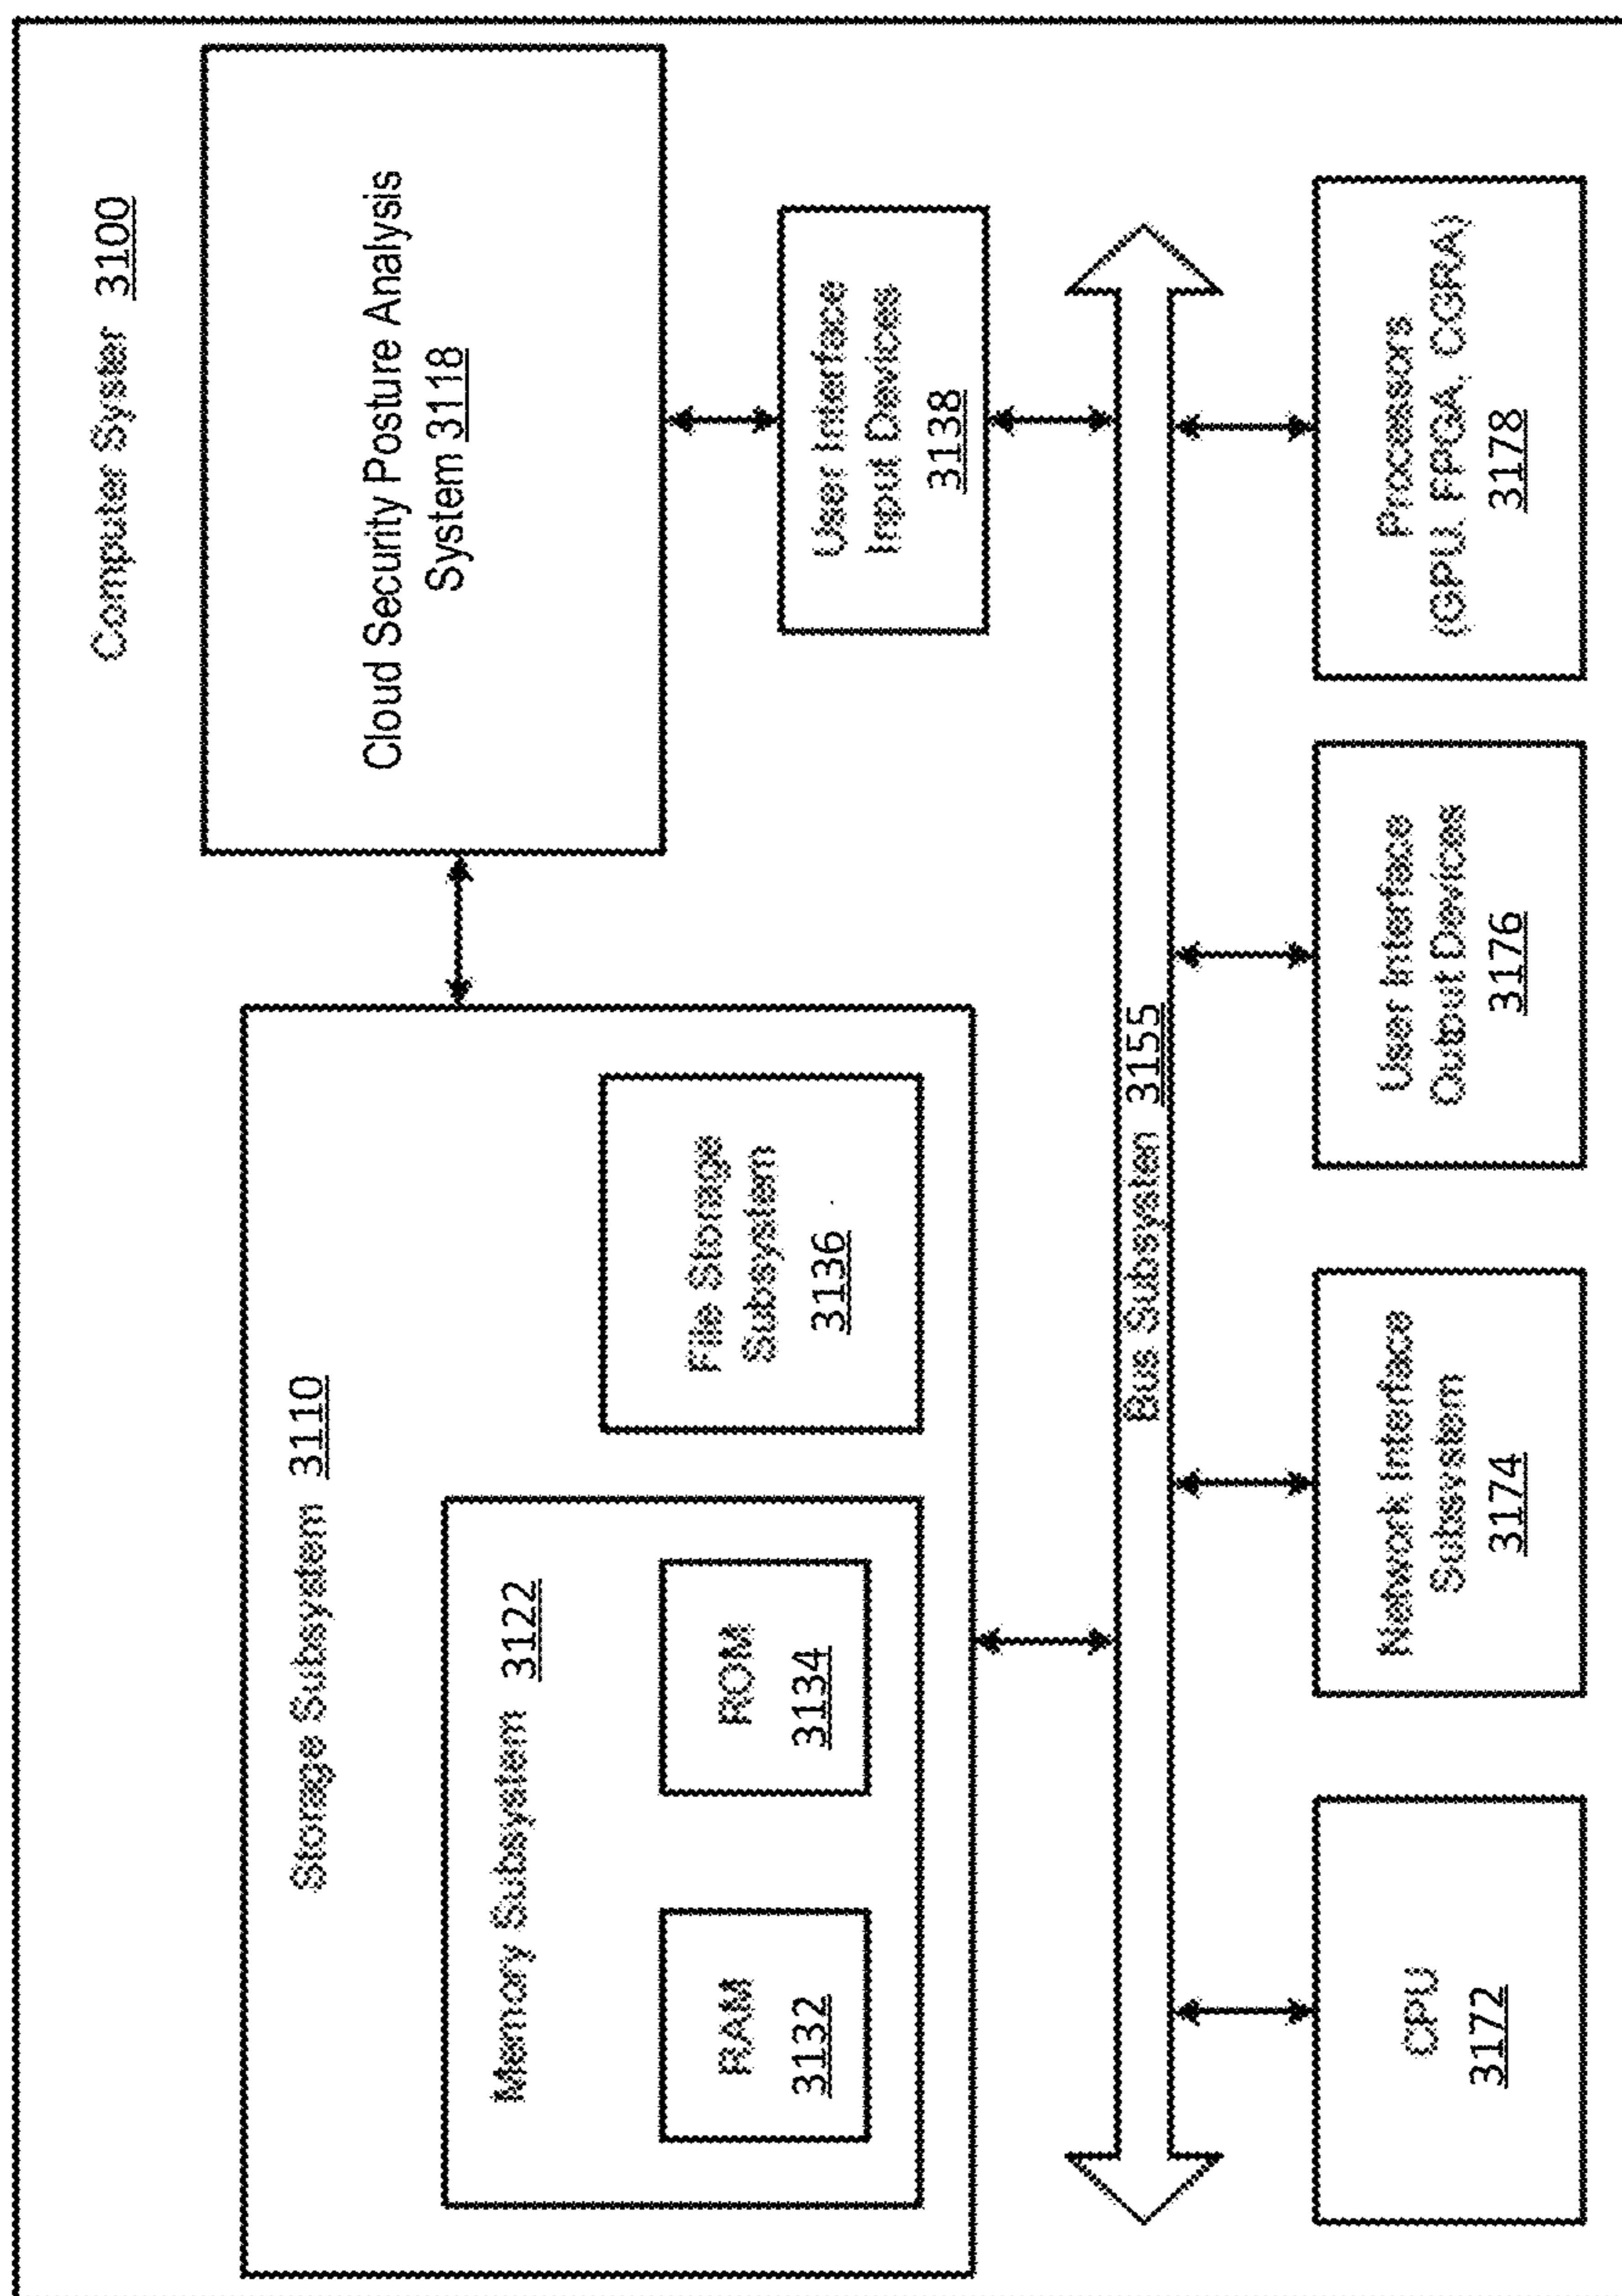 Computer Syster 3100
Storage Subsystem 3110
Memory Subsystem 3122
RAM
3132
ROM
3134
File Storage
Subsystem
3136
Cloud Security Posture Analysis
System 3118
User Interface
Input Devices
3138
Bus Subsysten 3155
CPU
3172
Network Interface
Subsystem
3174
User Interface
Output Devices
3176
Processors
(GPU, FPGA, CGRA)
3178